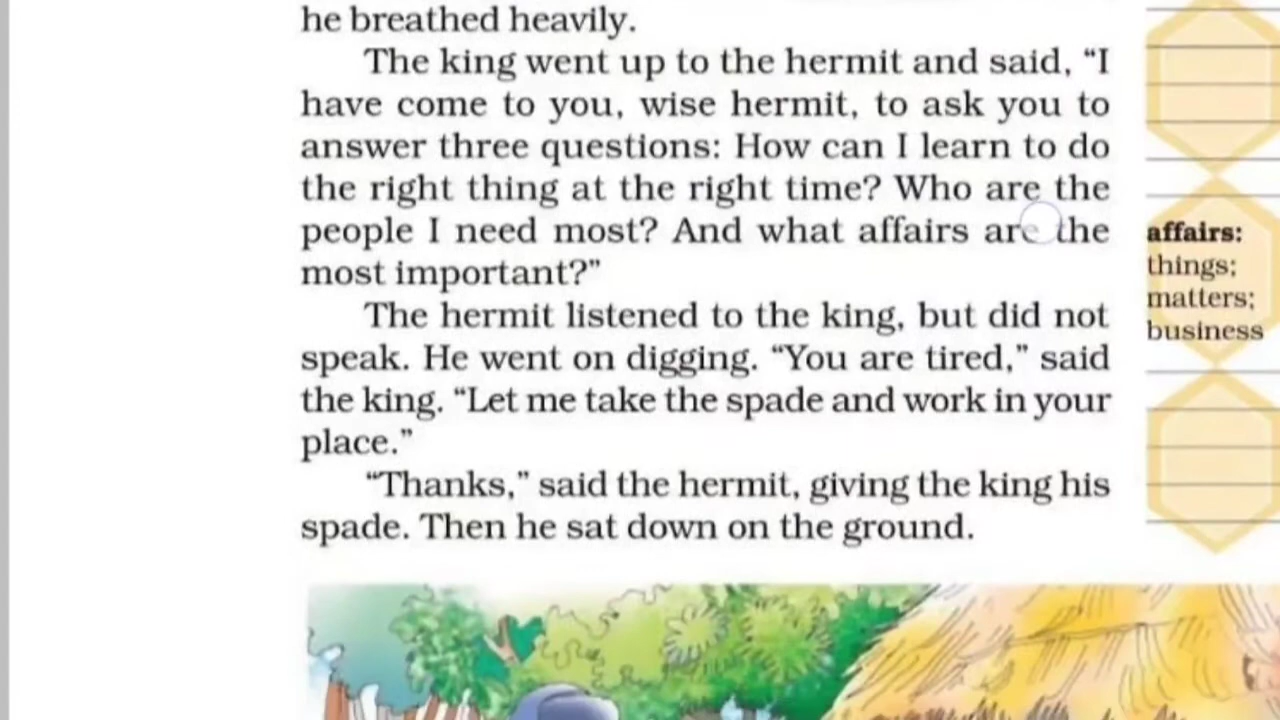 he breathed heavily.
The king went up to the hermit and said, “I
have come to you, wise hermit, to ask you to
answer three questions: How can I learn to do
the right thing at the right time? Who are the
people I need most? And what affairs are the
most important?”
The hermit listened to the king, but did not
speak. He went on digging. “You are tired,” said
the king. “Let me take the spade and work in your
place.”
“Thanks,” said the hermit, giving the king his
spade. Then he sat down on the ground.
affairs:
things;
matters;
business